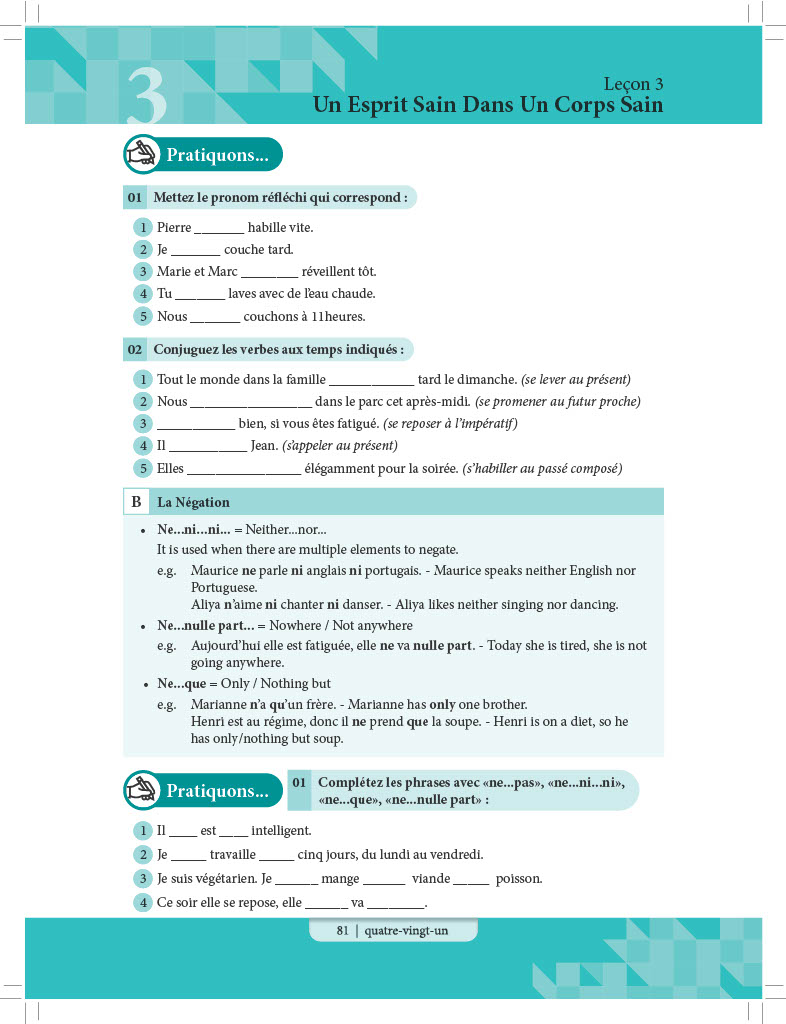 3
Leçon 3
Un Esprit Sain Dans Un Corps Sain
Pratiquons...
01 Mettez le pronom réfléchi qui correspond :
1 Pierre _______ habille vite.
2 Je _______ couche tard.
3 Marie et Marc ________ réveillent tôt.
4 Tu _______ laves avec de l'eau chaude.
5 Nous _______ couchons à 11heures.
02 Conjuguez les verbes aux temps indiqués :
1 Tout le monde dans la famille ____________ tard le dimanche. (se lever au présent)
2 Nous _________________ dans le parc cet après-midi. (se promener au futur proche)
3 ___________ bien, si vous êtes fatigué. (se reposer à l'impératif)
4 Il ___________ Jean. (s'appeler au présent)
5 Elles ________________ élégamment pour la soirée. (s'habiller au passé composé)
B La Négation
• Ne...ni...ni... = Neither...nor...
It is used when there are multiple elements to negate.
e.g. Maurice ne parle ni anglais ni portugais. - Maurice speaks neither English nor
Portuguese.
Aliya n'aime ni chanter ni danser. - Aliya likes neither singing nor dancing.
• Ne...nulle part... = Nowhere / Not anywhere
e.g. Aujourd'hui elle est fatiguée, elle ne va nulle part. - Today she is tired, she is not
going anywhere.
• Ne...que = Only / Nothing but
e.g. Marianne n'a qu'un frère. - Marianne has only one brother.
Henri est au régime, donc il ne prend que la soupe. - Henri is on a diet, so he
has only/nothing but soup.
Pratiquons...
01 Complétez les phrases avec «ne...pas», «ne...ni...ni»,
«ne...que», «ne...nulle part» :
1 Il ____ est ____ intelligent.
2 Je _____ travaille _____ cinq jours, du lundi au vendredi.
3 Je suis végétarien. Je ______ mange ______ viande _____ poisson.
4 Ce soir elle se repose, elle ______ va ________.
81 | quatre-vingt-un